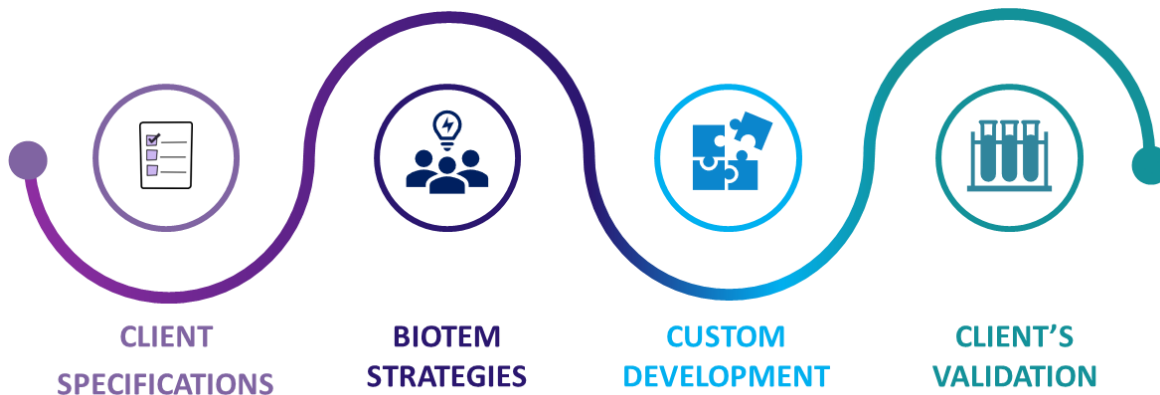 CLIENT
SPECIFICATIONS
BIOTEM
STRATEGIES
CUSTOM
DEVELOPMENT
CLIENT'S
VALIDATION